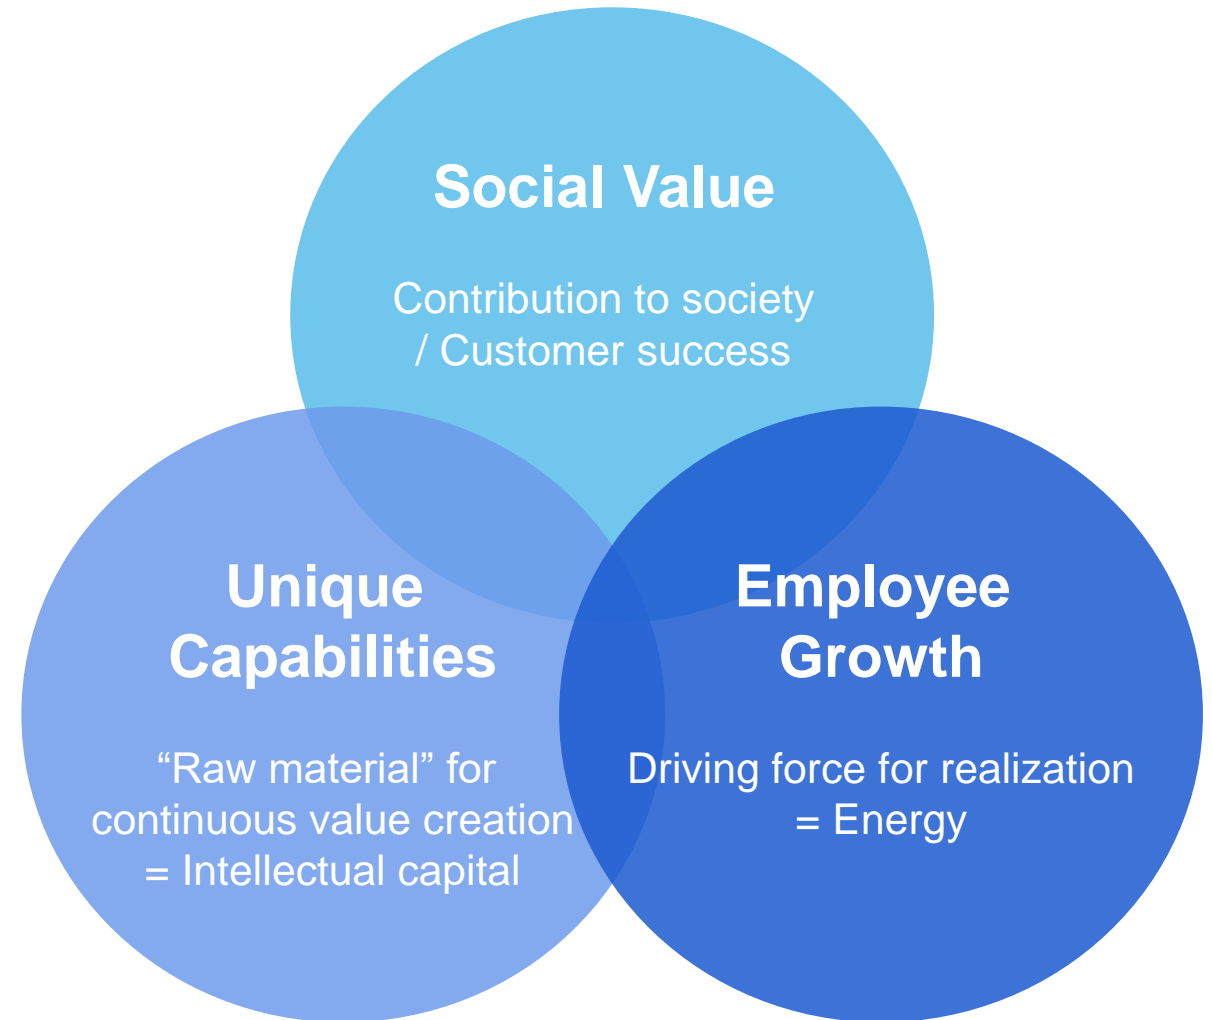 Social Value
Contribution to society
/ Customer success
Unique
Capabilities
“Raw material” for
continuous value creation
= Intellectual capital
Employee
Growth
Driving force for realization
= Energy